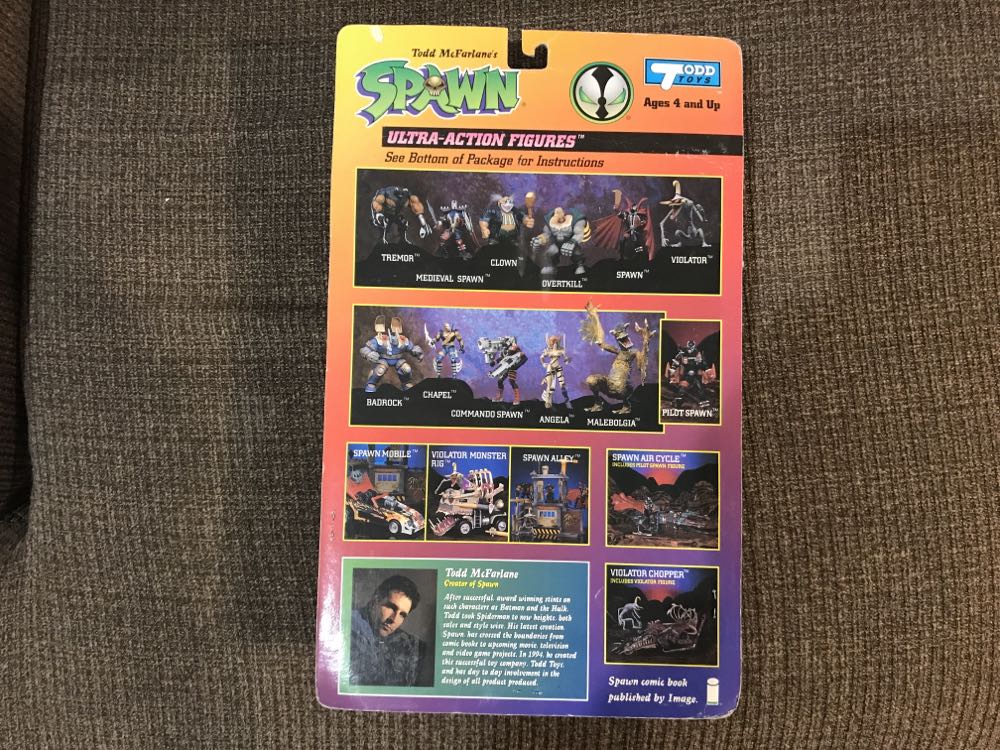 Todd McFarlane's
SPAWN
TODD
TOYS™
Ages 4 and Up
ULTRA-ACTION FIGURES™
See Bottom of Package for Instructions
TREMOR™
MEDIEVAL SPAWN™
CLOWN™
OVERTKILL™
SPAWN™
VIOLATOR™
BADROCK™
CHAPEL™
COMMANDO SPAWN™
ANGELA™
MALEBOLGIA™
PILOT SPAWN™
SPAWN MOBILE™
VIOLATOR MONSTER
RIG™
SPAWN ALLEY™
SPAWN AIR CYCLE™
INCLUDES PILOT SPAWN FIGURE
VIOLATOR CHOPPER™
INCLUDES VIOLATOR FIGURE
Todd McFarlane
Creator of Spawn
After successful, award winning stints on
such characters as Batman and the Hulk,
Todd took Spiderman to new heights, both
sales and style wise. His latest creation
Spawn, has crossed the boundaries from
comic books to upcoming movie, television
and video game projects. In 1994, he created
this successful toy company, Todd Toys,
and has day to day involvement in the
design of all product produced.
Spawn comic book
published by Image.